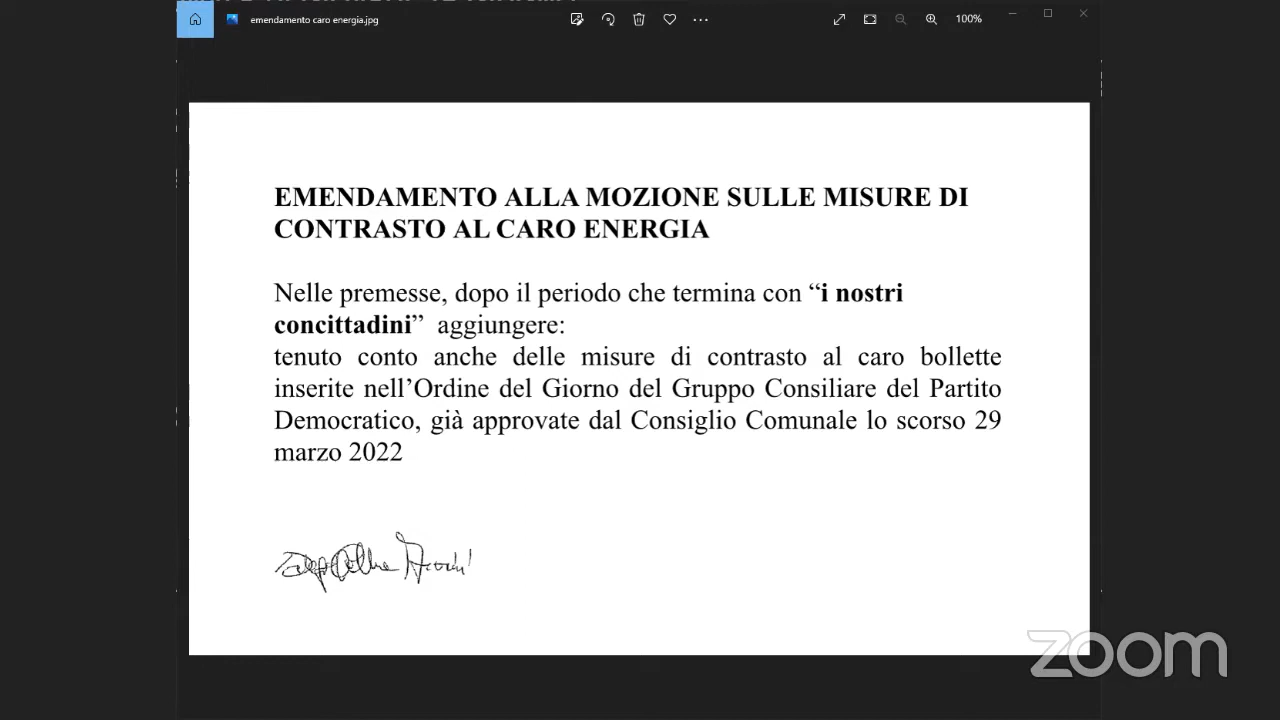 emendamento caro energia.jpg
100%
EMENDAMENTO ALLA MOZIONE SULLE MISURE DI
CONTRASTO AL CARO ENERGIA
Nelle premesse, dopo il periodo che termina con “i nostri
concittadini” aggiungere:
tenuto conto anche delle misure di contrasto al caro bollette
inserite nell’Ordine del Giorno del Gruppo Consiliare del Partito
Democratico, già approvate dal Consiglio Comunale lo scorso 29
marzo 2022
zoom